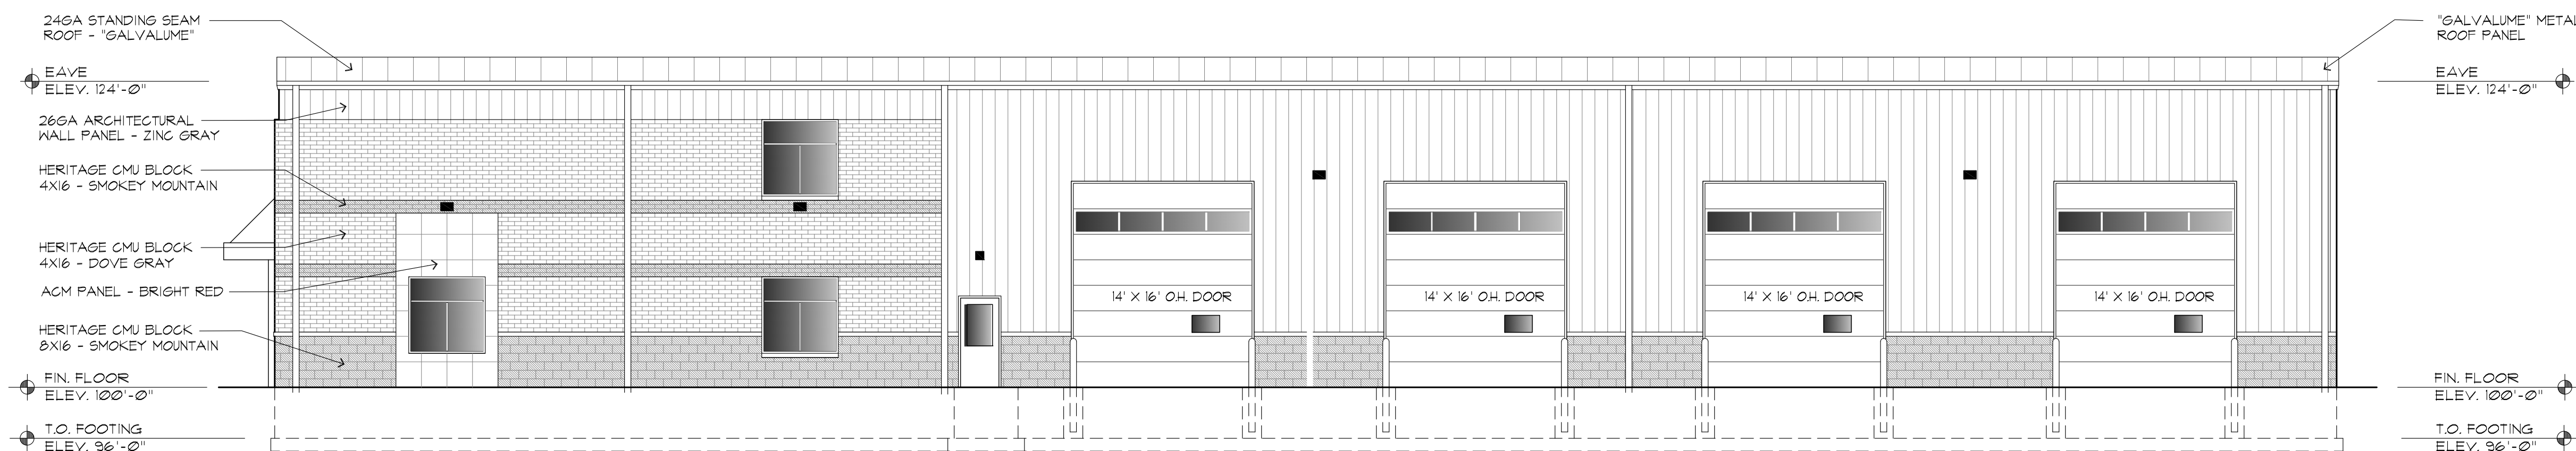 24GA STANDING SEAM
ROOF - "GALVALUME"
EAVE
ELEV. 124'-0"
26GA ARCHITECTURAL
WALL PANEL - ZINC GRAY
HERITAGE CMU BLOCK
4X16 - SMOKEY MOUNTAIN
HERITAGE CMU BLOCK
4X16 - DOVE GRAY
ACM PANEL - BRIGHT RED
HERITAGE CMU BLOCK
8X16 - SMOKEY MOUNTAIN
FIN. FLOOR
ELEV. 100'-0"
T.O. FOOTING
ELEV. 96'-0"
14' X 16' O.H. DOOR
14' X 16' O.H. DOOR
14' X 16' O.H. DOOR
14' X 16' O.H. DOOR
"GALVALUME" METAL
ROOF PANEL
EAVE
ELEV. 124'-0"
FIN. FLOOR
ELEV. 100'-0"
T.O. FOOTING
ELEV. 96'-0"